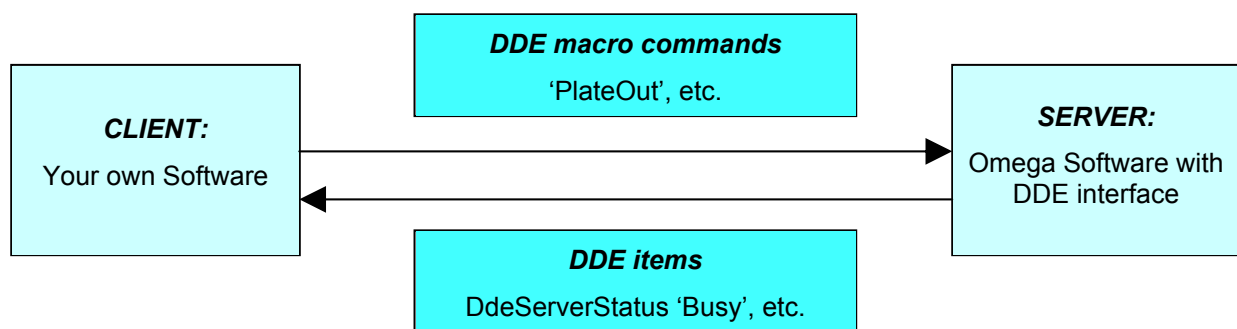 DDE macro commands
‘PlateOut’, etc.
CLIENT:
Your own Software
SERVER:
Omega Software with
DDE interface
DDE items
DdeServerStatus ‘Busy’, etc.